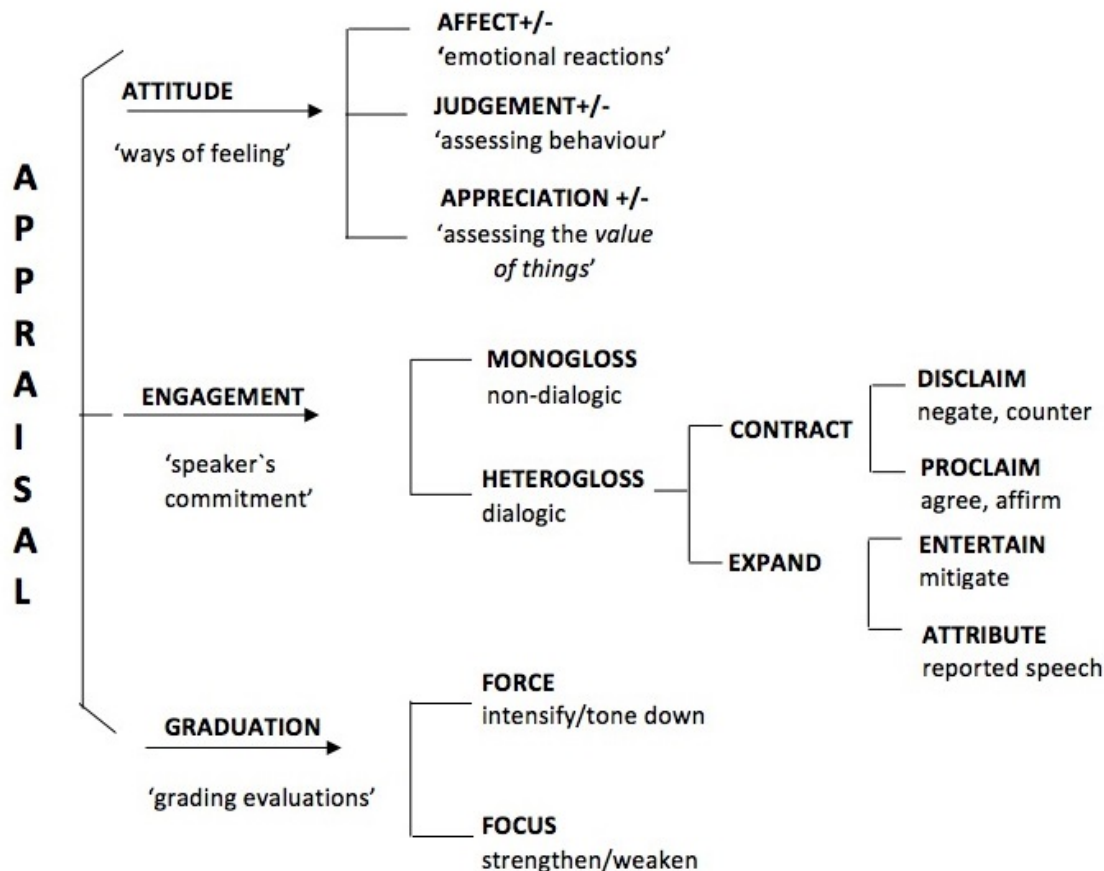 APPRAISAL
ATTITUDE
‘ways of feeling’
AFFECT+/-
‘emotional reactions’
JUDGEMENT+/-
‘assessing behaviour’
APPRECIATION +/-
‘assessing the value
of things’
ENGAGEMENT
‘speaker`s
commitment’
MONOGLOSS
non-dialogic
HETEROGLOSS
dialogic
CONTRACT
DISCLAIM
negate, counter
PROCLAIM
agree, affirm
EXPAND
ENTERTAIN
mitigate
ATTRIBUTE
reported speech
GRADUATION
‘grading evaluations’
FORCE
intensify/tone down
FOCUS
strengthen/weaken